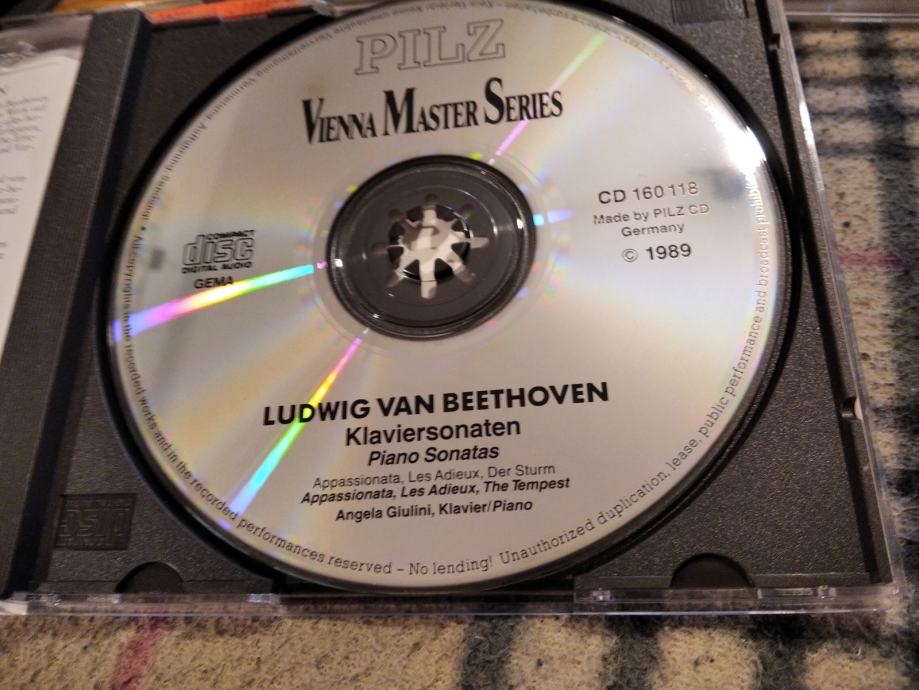 PILZ
VIENNA MASTER SERIES
CD 160 118
Made by PILZ CD
Germany
© 1989
COMPACT
disc
DIGITAL AUDIO
GEMA
LUDWIG VAN BEETHOVEN
Klaviersonaten
Piano Sonatas
Appassionata, Les Adieux, Der Sturm
Appassionata, Les Adieux, The Tempest
Angela Giulini, Klavier/Piano
All copyrights in the recorded works and in the recorded performances reserved – No lending! Unauthorized duplication, lease, public performance and broadcast prohibited